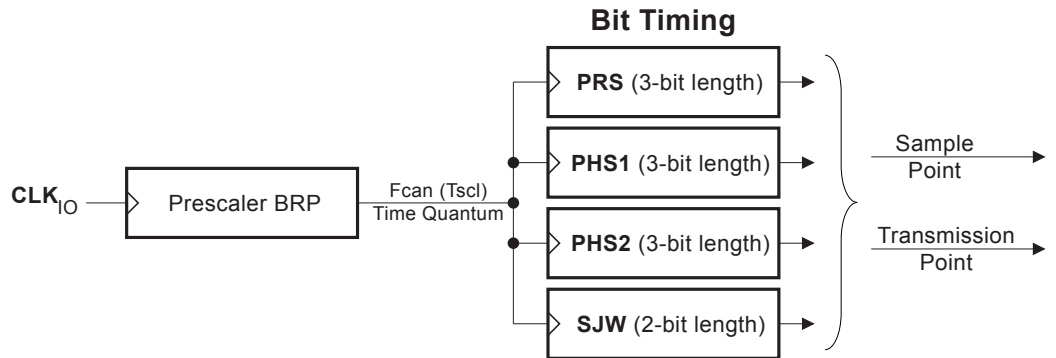 Bit Timing
PRS (3-bit length)
PHS1 (3-bit length)
Sample
Point
CLKIO
Prescaler BRP
Fcan (Tscl)
Time Quantum
PHS2 (3-bit length)
Transmission
Point
SJW (2-bit length)